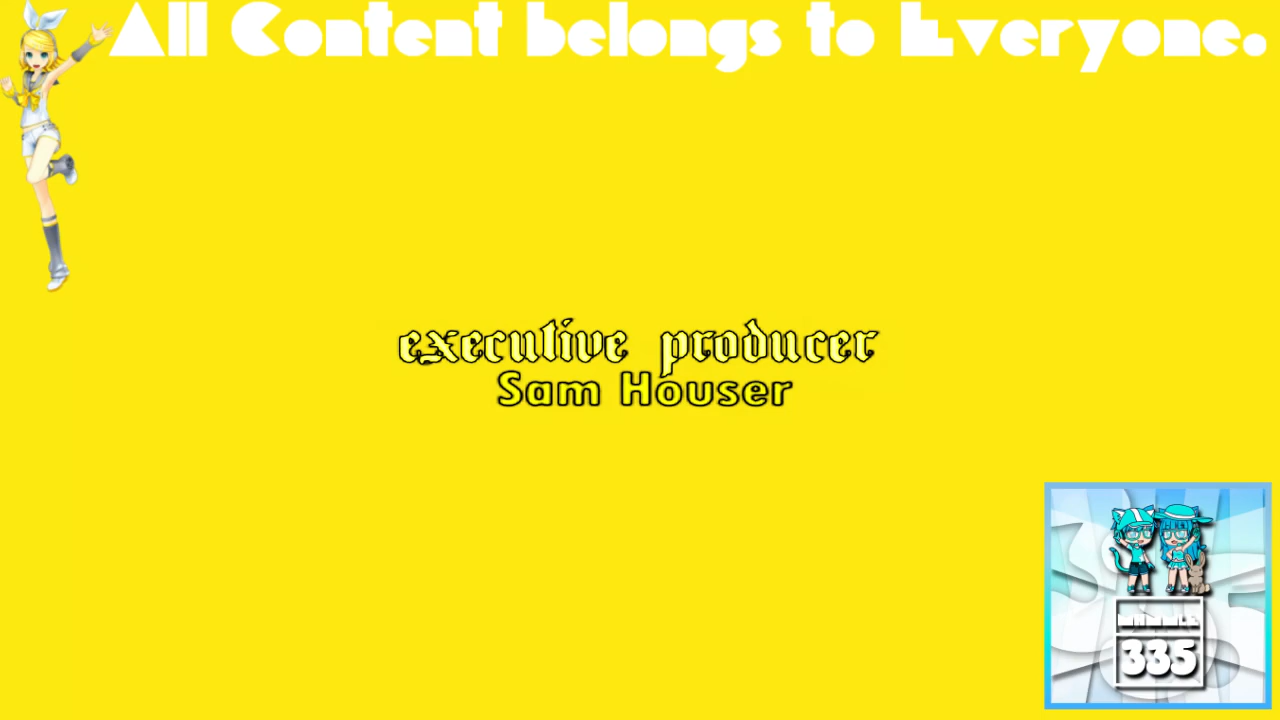 All Content belongs to Everyone.
executive producer
Sam Houser
335